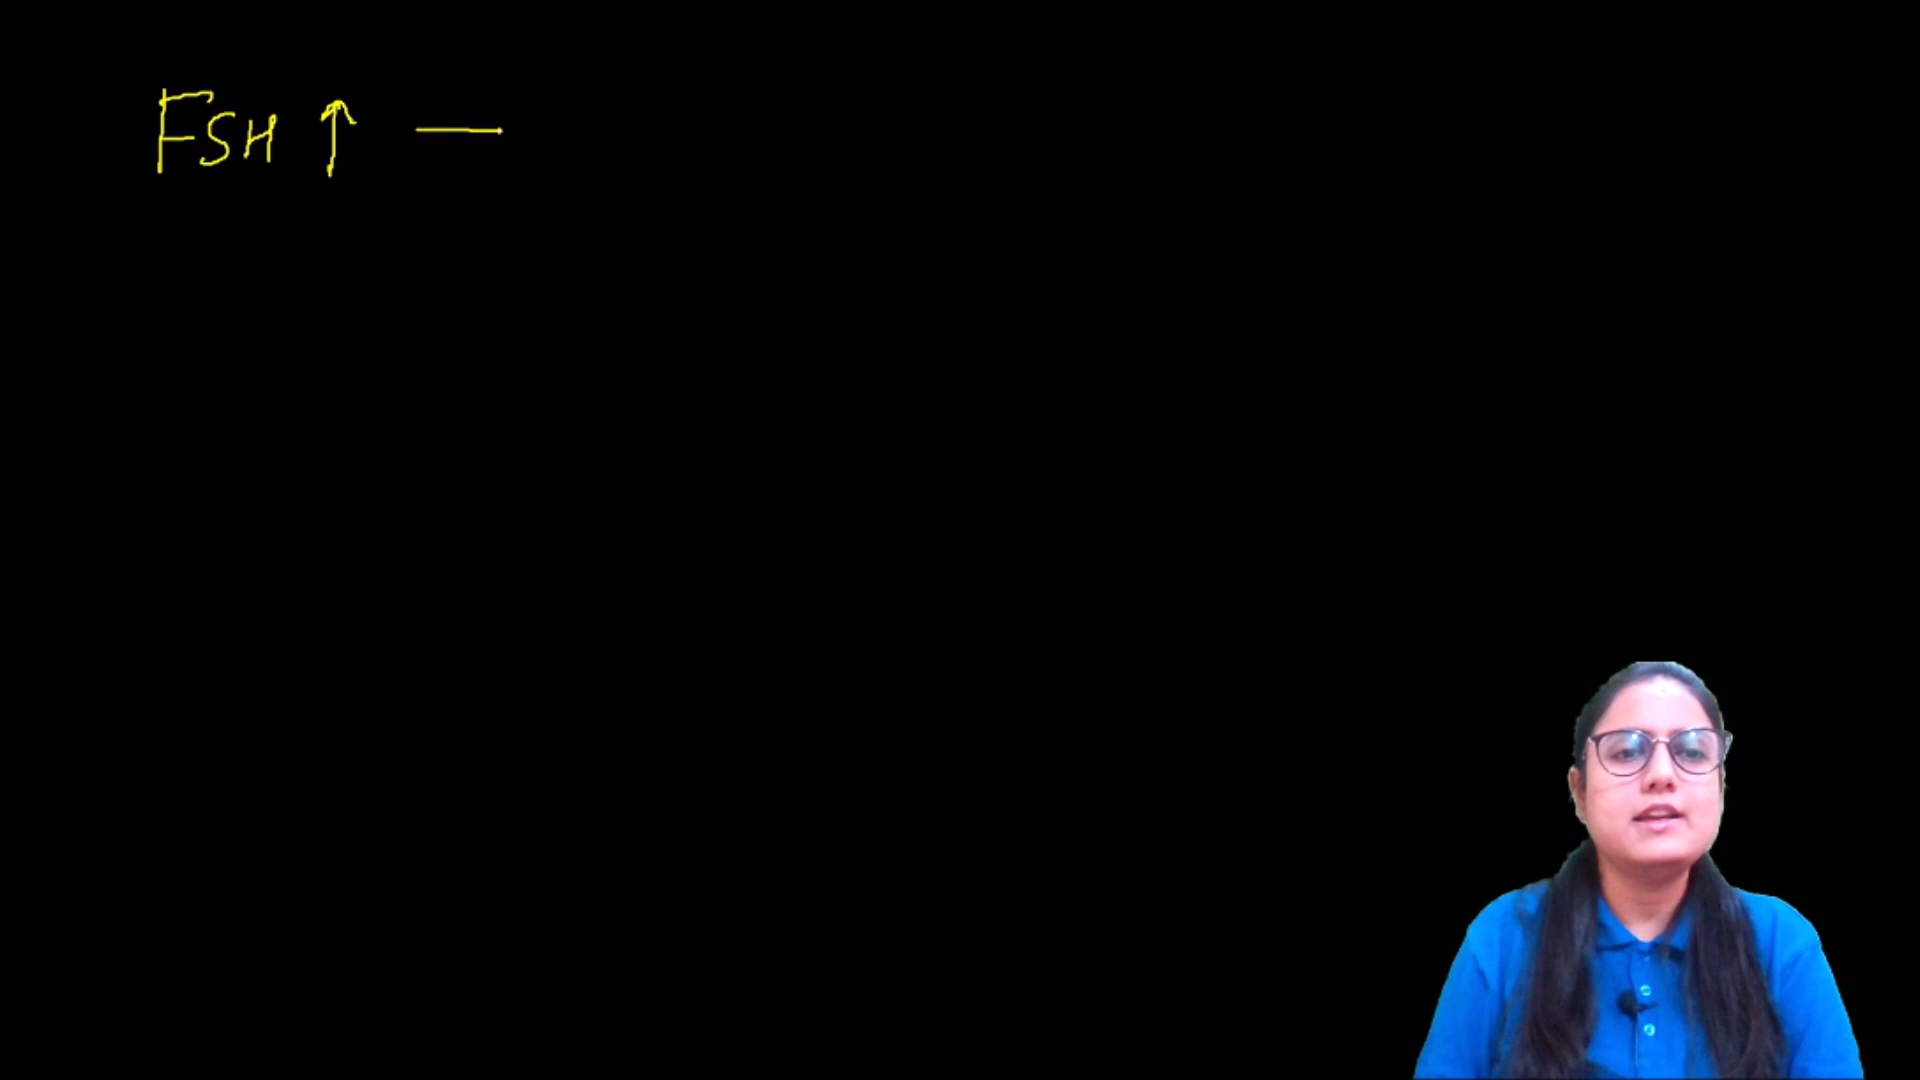 FSH ↑ —